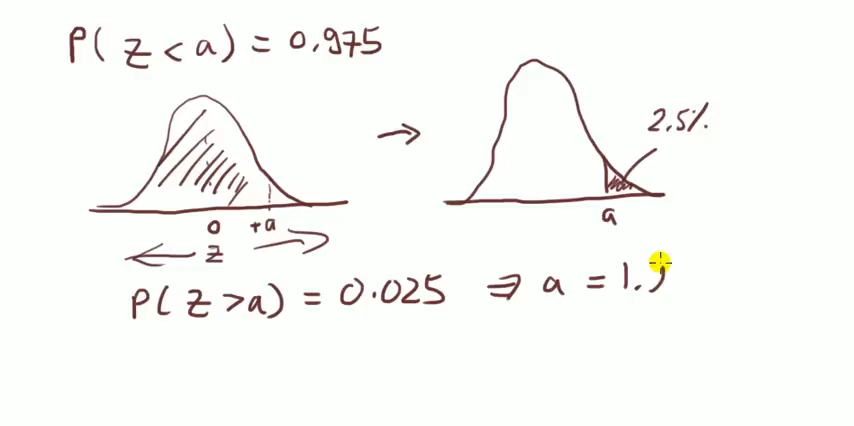 P( Z < a) = 0.975
2.5%
0 +a
Z
a
P( Z > a) = 0.025 ⇒ a = 1.